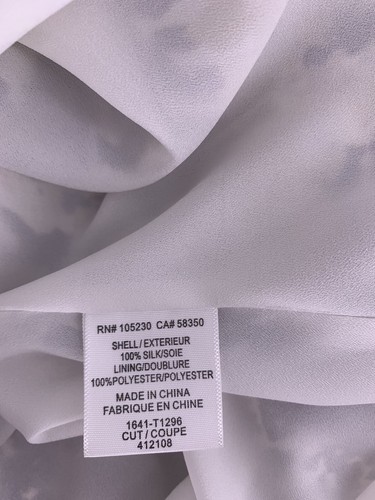 RN# 105230 CA# 58350
SHELL/EXTERIEUR
100% SILK/SOIE
LINING/DOUBLURE
100%POLYESTER/POLYESTER
MADE IN CHINA
FABRIQUE EN CHINE
1641-T1296
CUT/COUPE
412108